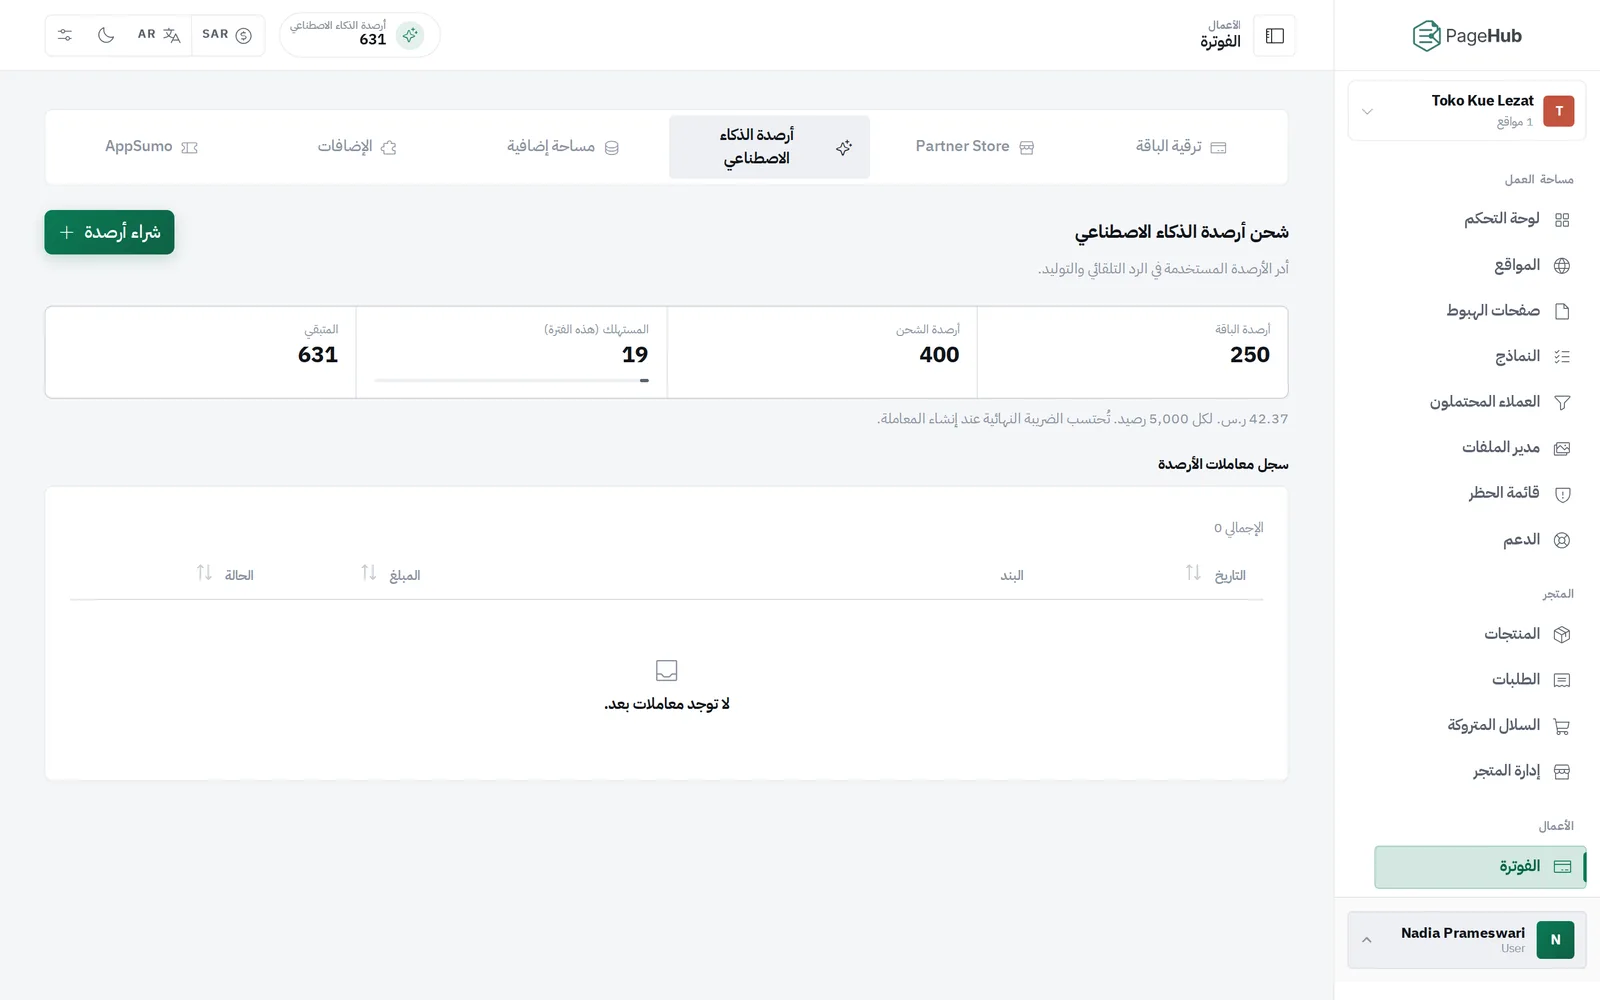 PageHub
Toko Kue Lezat
1 مواقع
T
مساحة العمل
لوحة التحكم
المواقع
صفحات الهبوط
النماذج
العملاء المحتملون
مدير الملفات
قائمة الحظر
الدعم
المتجر
المنتجات
الطلبات
السلال المتروكة
إدارة المتجر
الأعمال
الفوترة
Nadia Prameswari
User
N
الأعمال
الفوترة
أرصدة الذكاء الاصطناعي
631
SAR
AR
ترقية الباقة
Partner Store
أرصدة الذكاء
الاصطناعي
مساحة إضافية
الإضافات
AppSumo
شحن أرصدة الذكاء الاصطناعي
أدر الأرصدة المستخدمة في الرد التلقائي والتوليد.
شراء أرصدة
أرصدة الباقة
250
أرصدة الشحن
400
المستهلك (هذه الفترة)
19
المتبقي
631
42.37 ر.س. لكل 5,000 رصيد. تُحتسب الضريبة النهائية عند إنشاء المعاملة.
سجل معاملات الأرصدة
الإجمالي 0
التاريخ
البند
المبلغ
الحالة
لا توجد معاملات بعد.